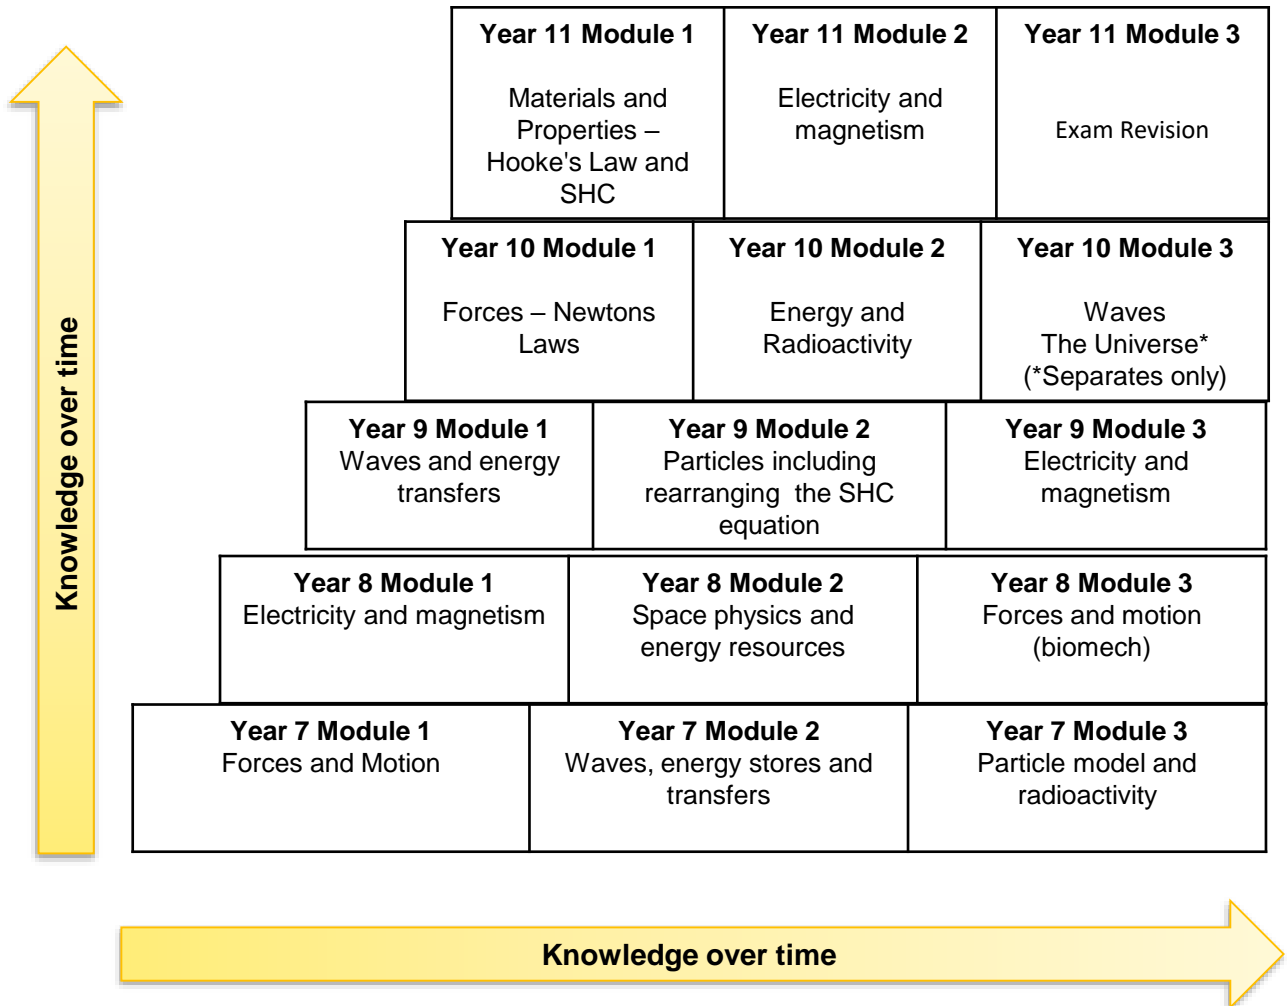 Year 11 Module 1
Materials and
Properties –
Hooke's Law and
SHC
Year 11 Module 2
Electricity and
magnetism
Year 11 Module 3
Exam Revision
Year 10 Module 1
Forces – Newtons
Laws
Year 10 Module 2
Energy and
Radioactivity
Year 10 Module 3
Waves
The Universe*
(*Separates only)
Year 9 Module 1
Waves and energy
transfers
Year 9 Module 2
Particles including
rearranging  the SHC
equation
Year 9 Module 3
Electricity and
magnetism
Year 8 Module 1
Electricity and magnetism
Year 8 Module 2
Space physics and
energy resources
Year 8 Module 3
Forces and motion
(biomech)
Year 7 Module 1
Forces and Motion
Year 7 Module 2
Waves, energy stores and
transfers
Year 7 Module 3
Particle model and
radioactivity
Knowledge over time
Knowledge over time